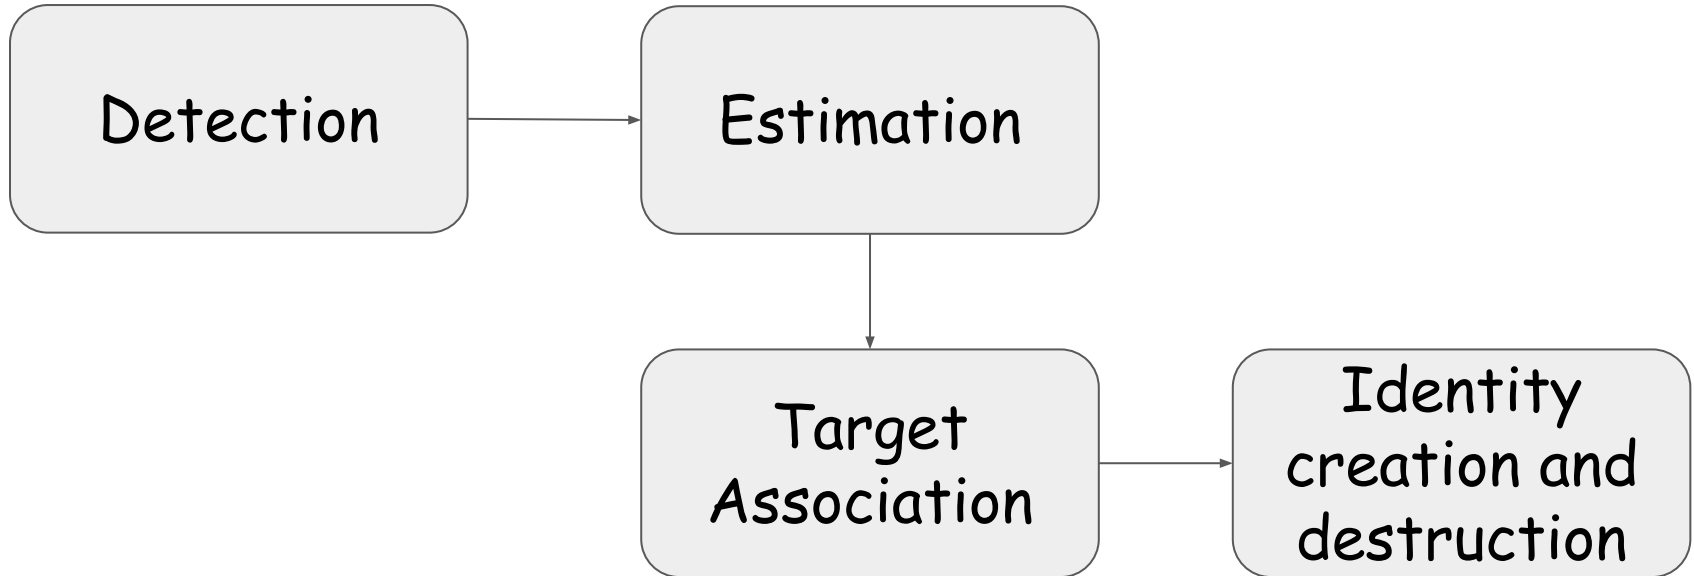 Detection
Estimation
Target
Association
Identity
creation and
destruction